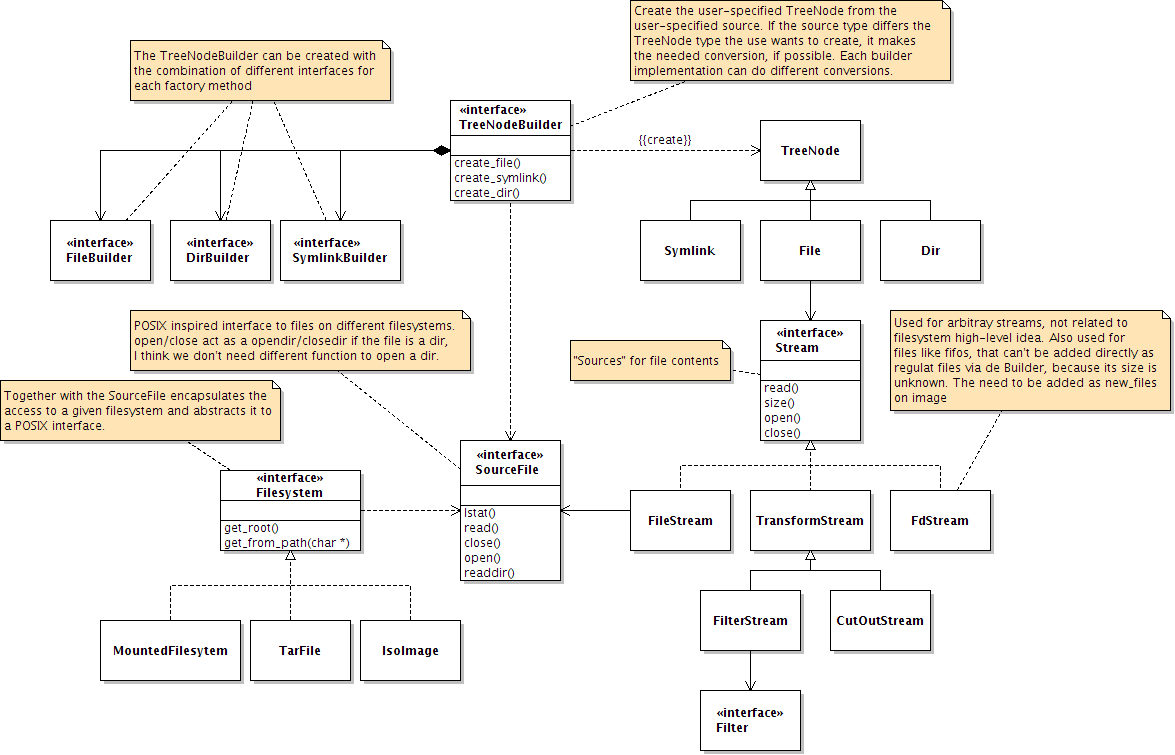 Create the user-specified TreeNode from the
user-specified source. If the source type differs the
TreeNode type the use wants to create, it makes
the needed conversion, if possible. Each builder
implementation can do different conversions.
The TreeNodeBuilder can be created with
the combination of different interfaces for
each factory method
«interface»
TreeNodeBuilder
create_file()
create_symlink()
create_dir()
{{create}}
TreeNode
«interface»
FileBuilder
«interface»
DirBuilder
«interface»
SymlinkBuilder
Symlink
File
Dir
POSIX inspired interface to files on different filesystems.
open/close act as a opendir/closedir if the file is a dir,
I think we don't need different function to open a dir.
"Sources" for file contents
«interface»
Stream
read()
size()
open()
close()
Used for arbitray streams, not related to
filesystem high-level idea. Also used for
files like fifos, that can't be added directly as
regulat files via de Builder, because its size is
unknown. The need to be added as new_files
on image
Together with the SourceFile encapsulates the
access to a given filesystem and abstracts it to
a POSIX interface.
«interface»
Filesystem
get_root()
get_from_path(char *)
«interface»
SourceFile
lstat()
read()
close()
open()
readdir()
FileStream
TransformStream
FdStream
MountedFilesytem
TarFile
IsoImage
FilterStream
CutOutStream
«interface»
Filter